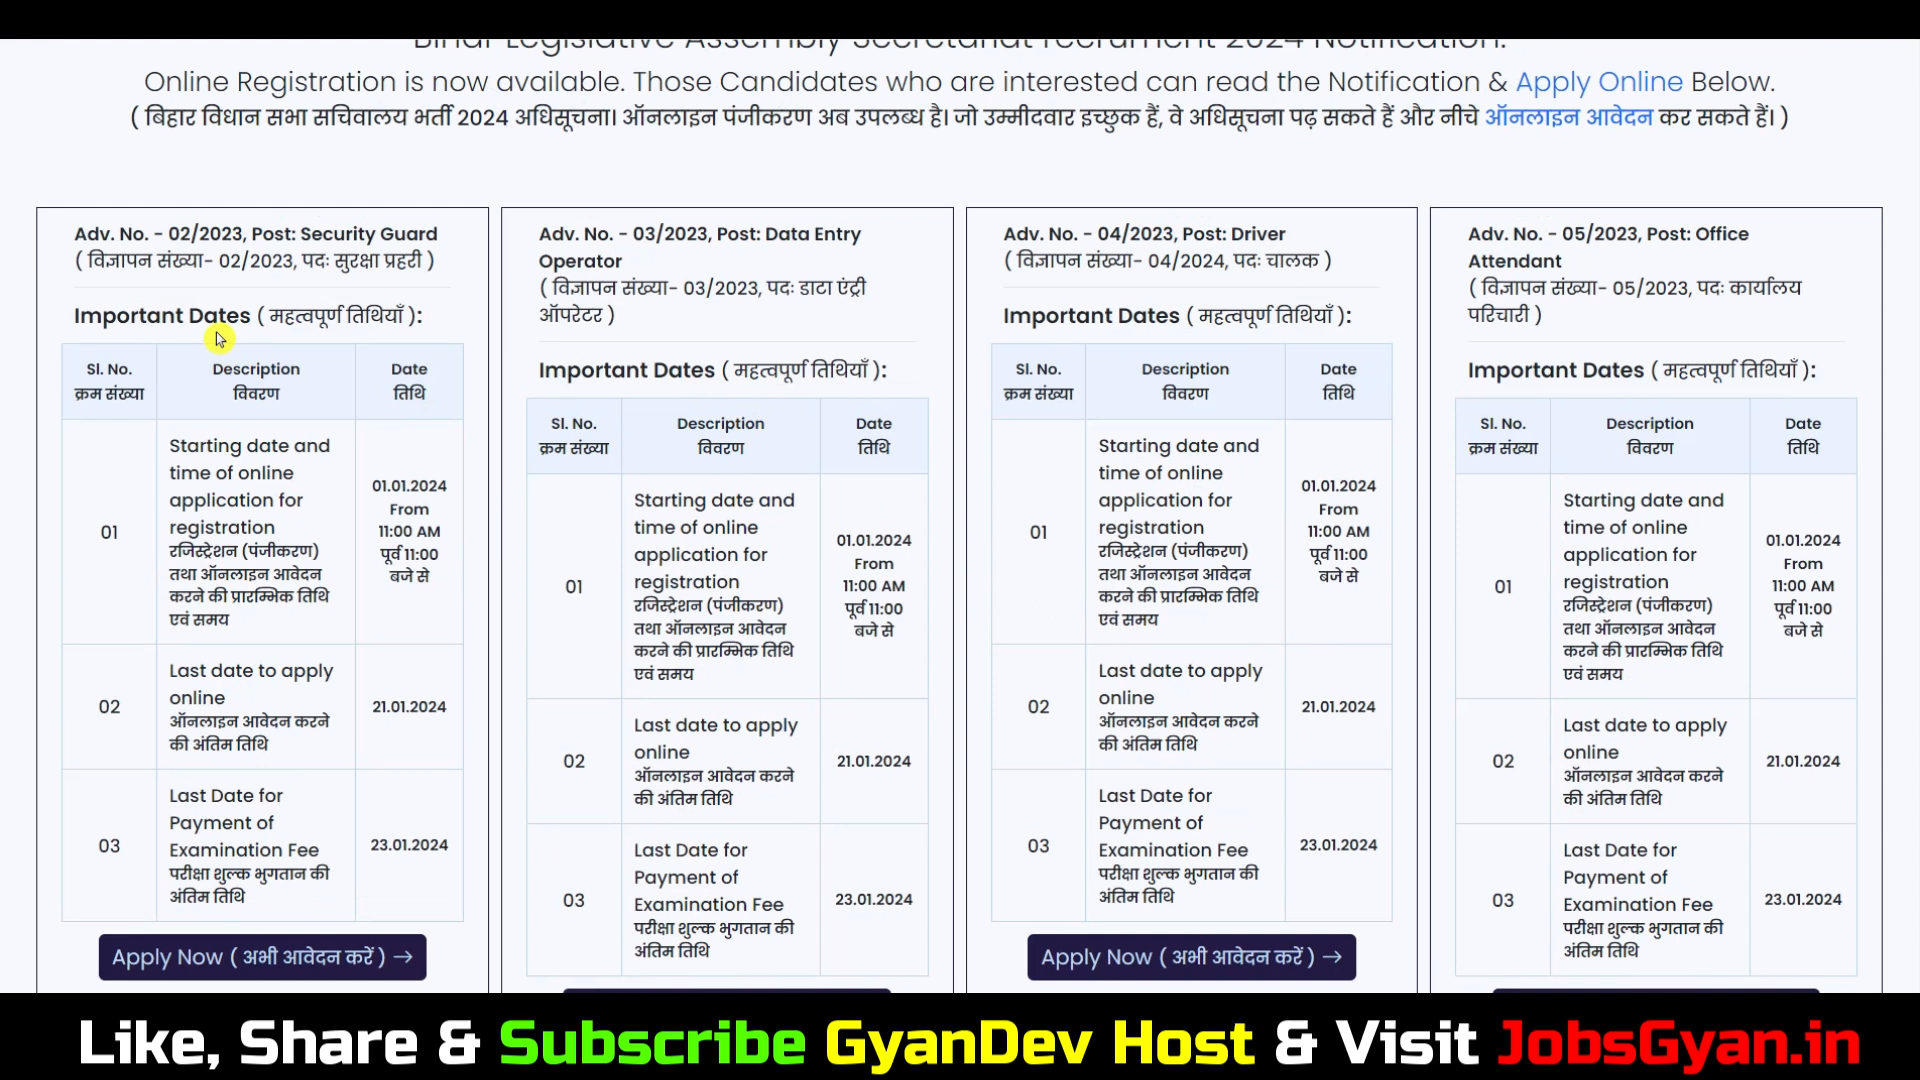 Bihar Legislative Assembly Secretariat recruiment 2024 Notification.
Online Registration is now available. Those Candidates who are interested can read the Notification & Apply Online Below.
( बिहार विधान सभा सचिवालय भर्ती 2024 अधिसूचना। ऑनलाइन पंजीकरण अब उपलब्ध है। जो उम्मीदवार इच्छुक हैं, वे अधिसूचना पढ़ सकते हैं और नीचे ऑनलाइन आवेदन कर सकते हैं। )
Adv. No. - 02/2023, Post: Security Guard
( विज्ञापन संख्या- 02/2023, पदः सुरक्षा प्रहरी )
Important Dates ( महत्वपूर्ण तिथियाँ ):
Sl. No.
क्रम संख्या
Description
विवरण
Date
तिथि
01
Starting date and
time of online
application for
registration
रजिस्ट्रेशन (पंजीकरण)
तथा ऑनलाइन आवेदन
करने की प्रारम्भिक तिथि
एवं समय
01.01.2024
From
11:00 AM
पूर्व 11:00
बजे से
02
Last date to apply
online
ऑनलाइन आवेदन करने
की अंतिम तिथि
21.01.2024
03
Last Date for
Payment of
Examination Fee
परीक्षा शुल्क भुगतान की
अंतिम तिथि
23.01.2024
Apply Now ( अभी आवेदन करें ) →
Adv. No. - 03/2023, Post: Data Entry
Operator
( विज्ञापन संख्या- 03/2023, पदः डाटा एंट्री
ऑपरेटर )
Important Dates ( महत्वपूर्ण तिथियाँ ):
Sl. No.
क्रम संख्या
Description
विवरण
Date
तिथि
01
Starting date and
time of online
application for
registration
रजिस्ट्रेशन (पंजीकरण)
तथा ऑनलाइन आवेदन
करने की प्रारम्भिक तिथि
एवं समय
01.01.2024
From
11:00 AM
पूर्व 11:00
बजे से
02
Last date to apply
online
ऑनलाइन आवेदन करने
की अंतिम तिथि
21.01.2024
03
Last Date for
Payment of
Examination Fee
परीक्षा शुल्क भुगतान की
अंतिम तिथि
23.01.2024
Adv. No. - 04/2023, Post: Driver
( विज्ञापन संख्या- 04/2024, पदः चालक )
Important Dates ( महत्वपूर्ण तिथियाँ ):
Sl. No.
क्रम संख्या
Description
विवरण
Date
तिथि
01
Starting date and
time of online
application for
registration
रजिस्ट्रेशन (पंजीकरण)
तथा ऑनलाइन आवेदन
करने की प्रारम्भिक तिथि
एवं समय
01.01.2024
From
11:00 AM
पूर्व 11:00
बजे से
02
Last date to apply
online
ऑनलाइन आवेदन करने
की अंतिम तिथि
21.01.2024
03
Last Date for
Payment of
Examination Fee
परीक्षा शुल्क भुगतान की
अंतिम तिथि
23.01.2024
Apply Now ( अभी आवेदन करें ) →
Adv. No. - 05/2023, Post: Office
Attendant
( विज्ञापन संख्या- 05/2023, पदः कार्यालय
परिचारी )
Important Dates ( महत्वपूर्ण तिथियाँ ):
Sl. No.
क्रम संख्या
Description
विवरण
Date
तिथि
01
Starting date and
time of online
application for
registration
रजिस्ट्रेशन (पंजीकरण)
तथा ऑनलाइन आवेदन
करने की प्रारम्भिक तिथि
एवं समय
01.01.2024
From
11:00 AM
पूर्व 11:00
बजे से
02
Last date to apply
online
ऑनलाइन आवेदन करने
की अंतिम तिथि
21.01.2024
03
Last Date for
Payment of
Examination Fee
परीक्षा शुल्क भुगतान की
अंतिम तिथि
23.01.2024
Like, Share & Subscribe GyanDev Host & Visit JobsGyan.in